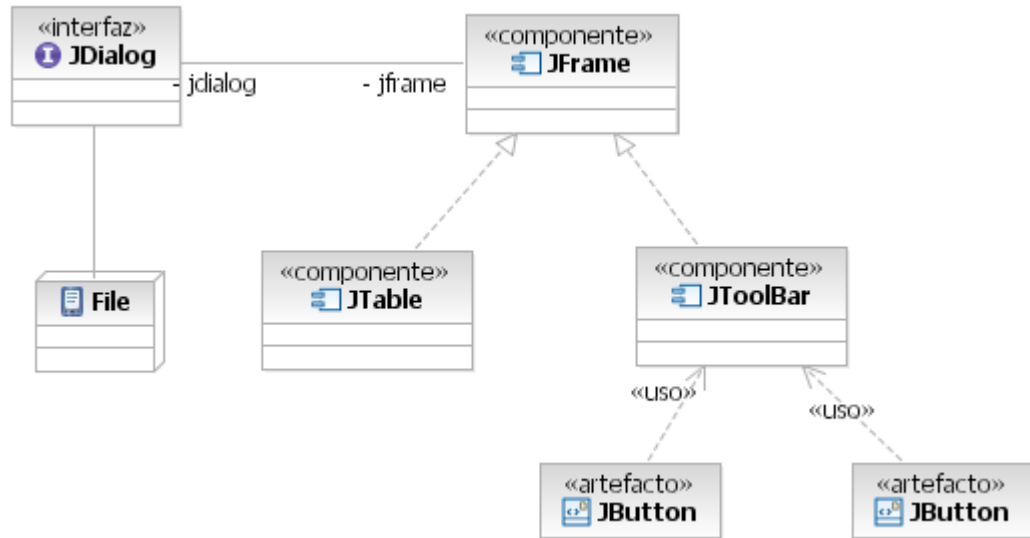 «interfaz»
JDialog
«componente»
JFrame
- jdialog
- jframe
File
«componente»
JTable
«componente»
JToolBar
«uso»
«uso»
«artefacto»
JButton
«artefacto»
JButton